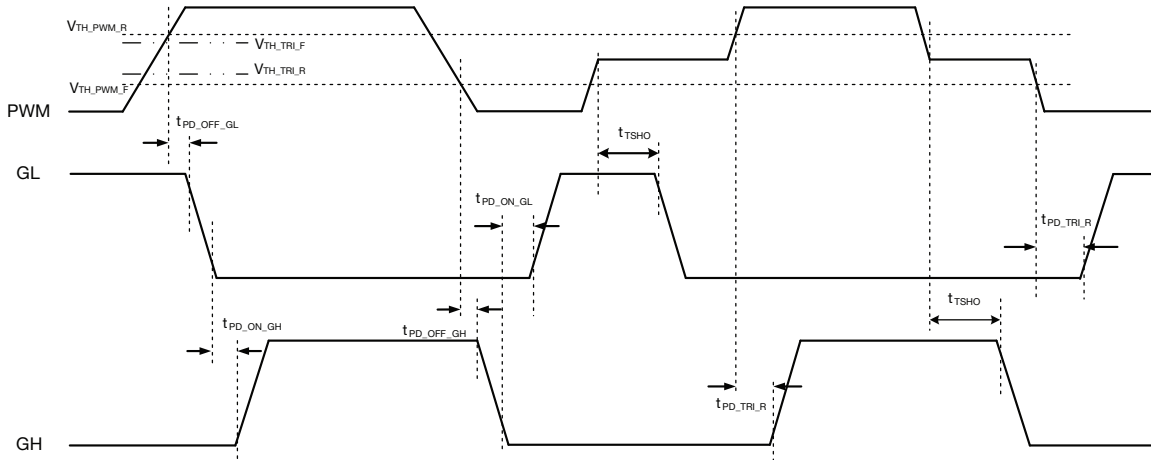 VTH_PWM_R
VTH_TRI_F
VTH_TRI_R
VTH_PWM_F
PWM
tPD_OFF_GL
tTSHO
GL
tPD_ON_GL
tPD_TRI_R
tTSHO
tPD_ON_GH
tPD_OFF_GH
tPD_TRI_R
GH